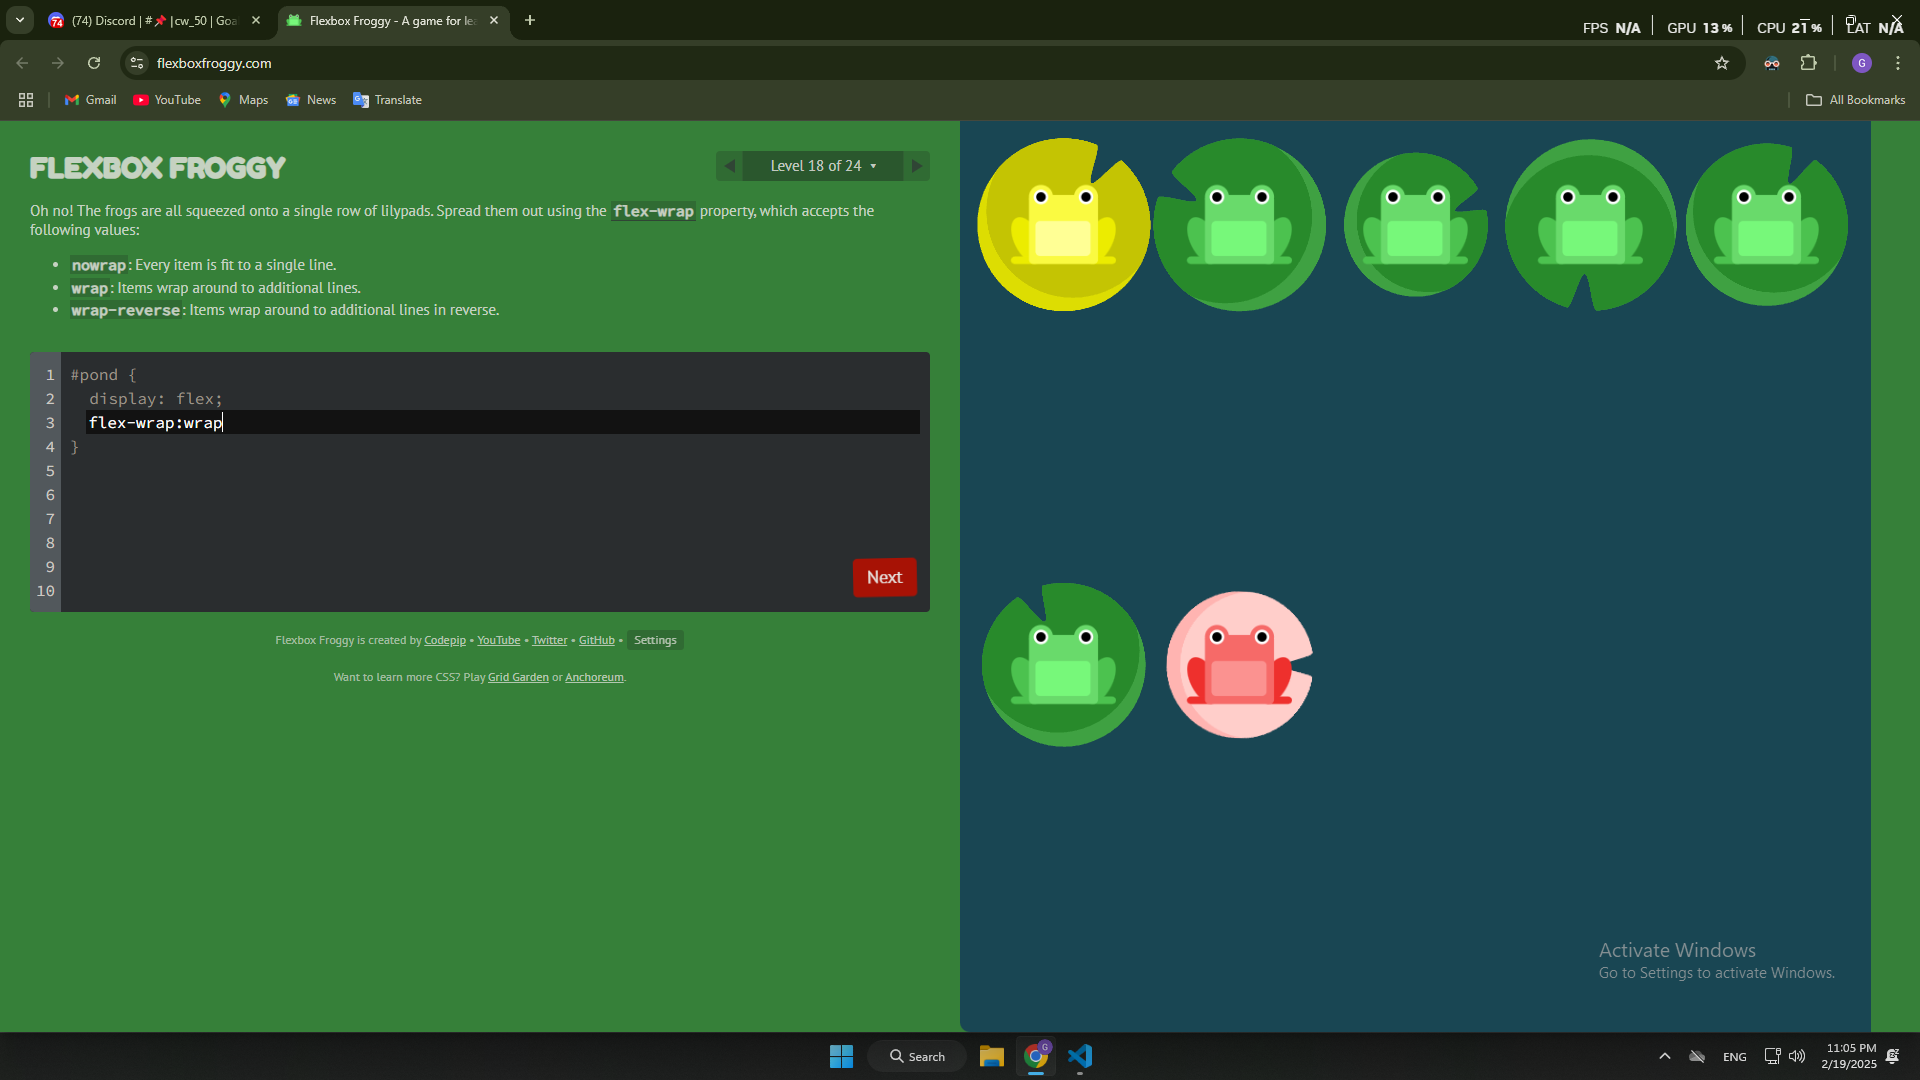 (74) Discord | #📌 |cw_50 | Goa
Flexbox Froggy - A game for le
FPS N/A GPU 13 % CPU 21 % LAT N/A
flexboxfroggy.com
G
Gmail YouTube Maps News Translate
All Bookmarks
FLEXBOX FROGGY
Level 18 of 24
Oh no! The frogs are all squeezed onto a single row of lilypads. Spread them out using the flex-wrap property, which accepts the
following values:
• nowrap: Every item is fit to a single line.
• wrap: Items wrap around to additional lines.
• wrap-reverse: Items wrap around to additional lines in reverse.
1 #pond {
2 display: flex;
3 flex-wrap:wrap
4 }
5
6
7
8
9
10
Next
Flexbox Froggy is created by Codepip • YouTube • Twitter • GitHub • Settings
Want to learn more CSS? Play Grid Garden or Anchoreum.
Activate Windows
Go to Settings to activate Windows.
Search
G
ENG
11:05 PM
2/19/2025